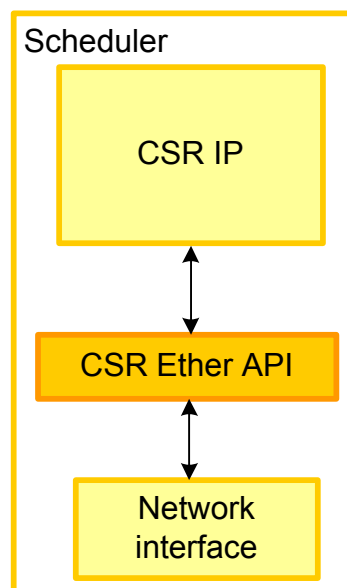 Scheduler
CSR IP
CSR Ether API
Network
interface